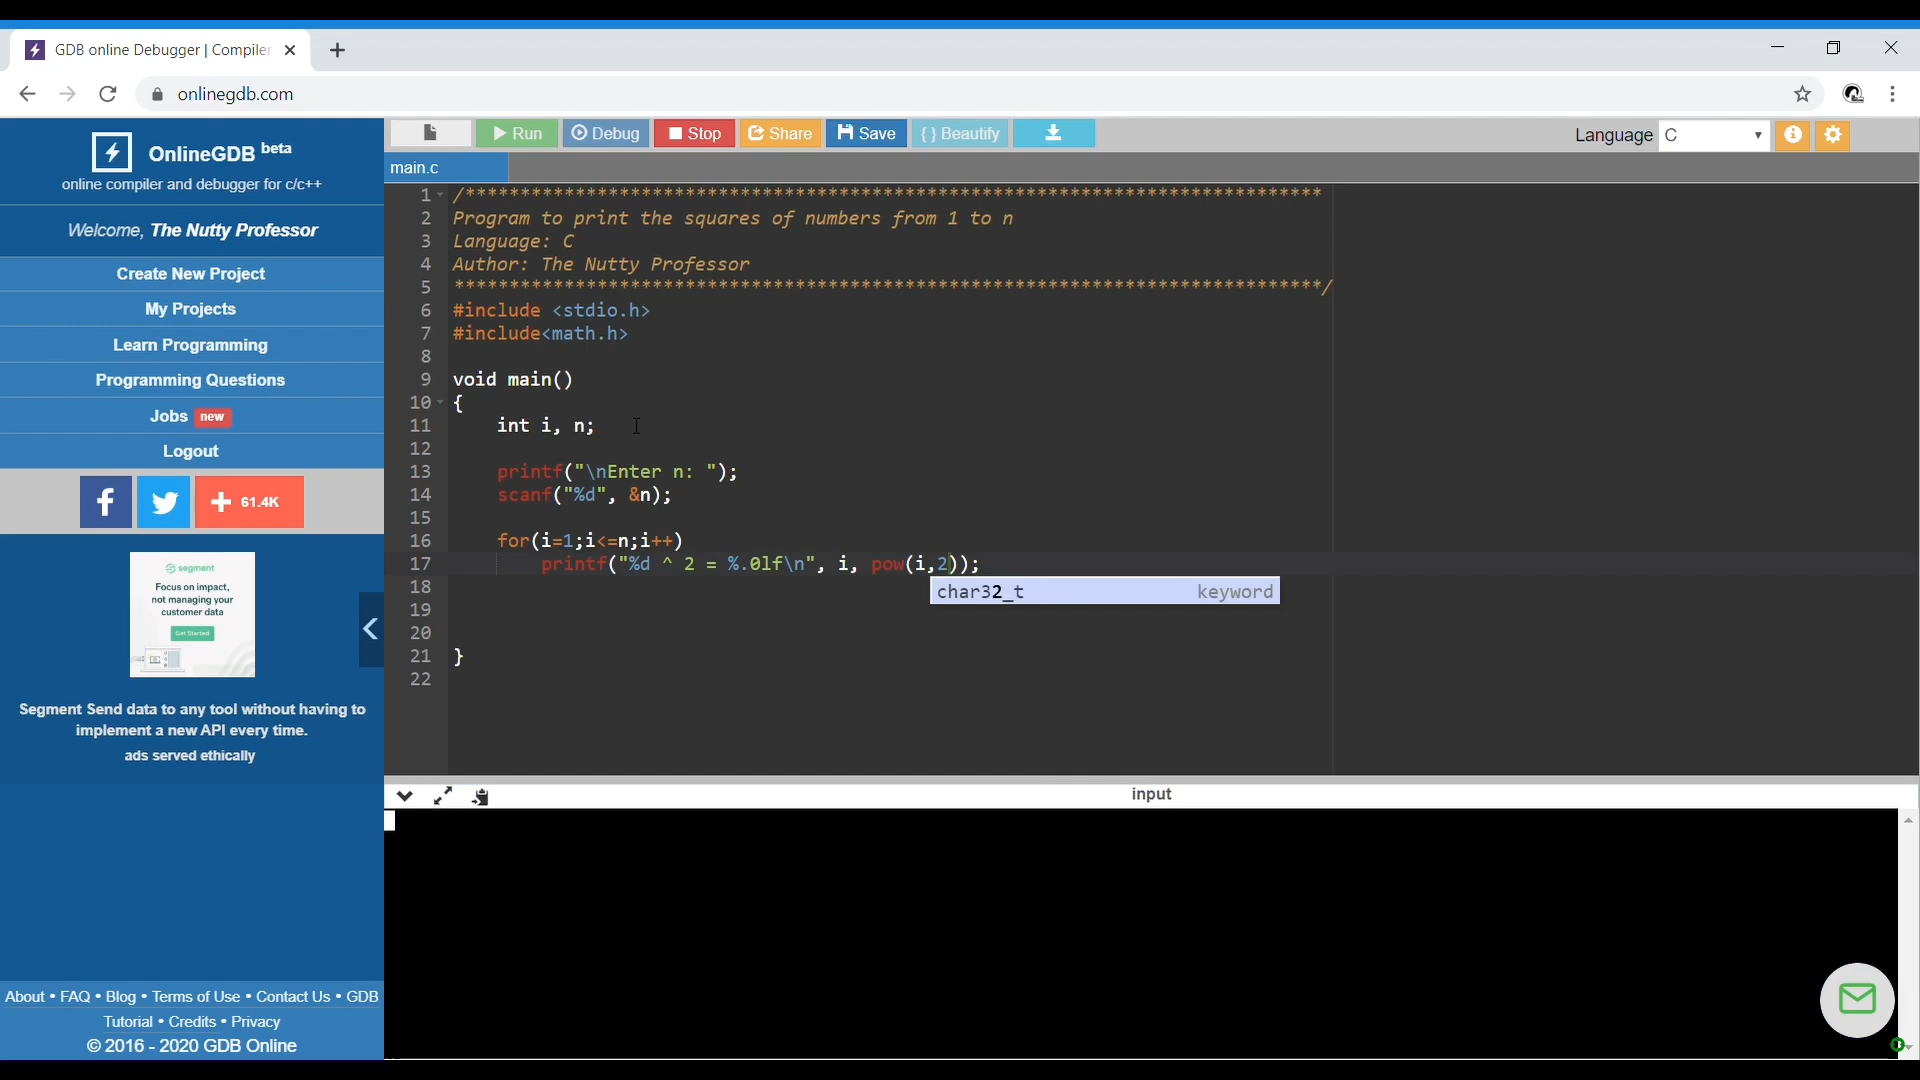 GDB online Debugger | Compiler
onlinegdb.com
OnlineGDB beta
online compiler and debugger for c/c++
Welcome, The Nutty Professor
Create New Project
My Projects
Learn Programming
Programming Questions
Jobs new
Logout
f
61.4K
segment
Focus on impact,
not managing your
customer data
Get Started
Segment Send data to any tool without having to
implement a new API every time.
ads served ethically
About • FAQ • Blog • Terms of Use • Contact Us • GDB
Tutorial • Credits • Privacy
© 2016 - 2020 GDB Online
Run Debug Stop Share Save { } Beautify
Language C
main.c
1 /******************************************************************************
2 Program to print the squares of numbers from 1 to n
3 Language: C
4 Author: The Nutty Professor
5 *******************************************************************************/
6 #include <stdio.h>
7 #include<math.h>
8
9 void main()
10 {
11 int i, n;
12
13 printf("\nEnter n: ");
14 scanf("%d", &n);
15
16 for(i=1;i<=n;i++)
17 printf("%d ^ 2 = %.0lf\n", i, pow(i,2));
char32_t keyword
18
19
20
21 }
22
input